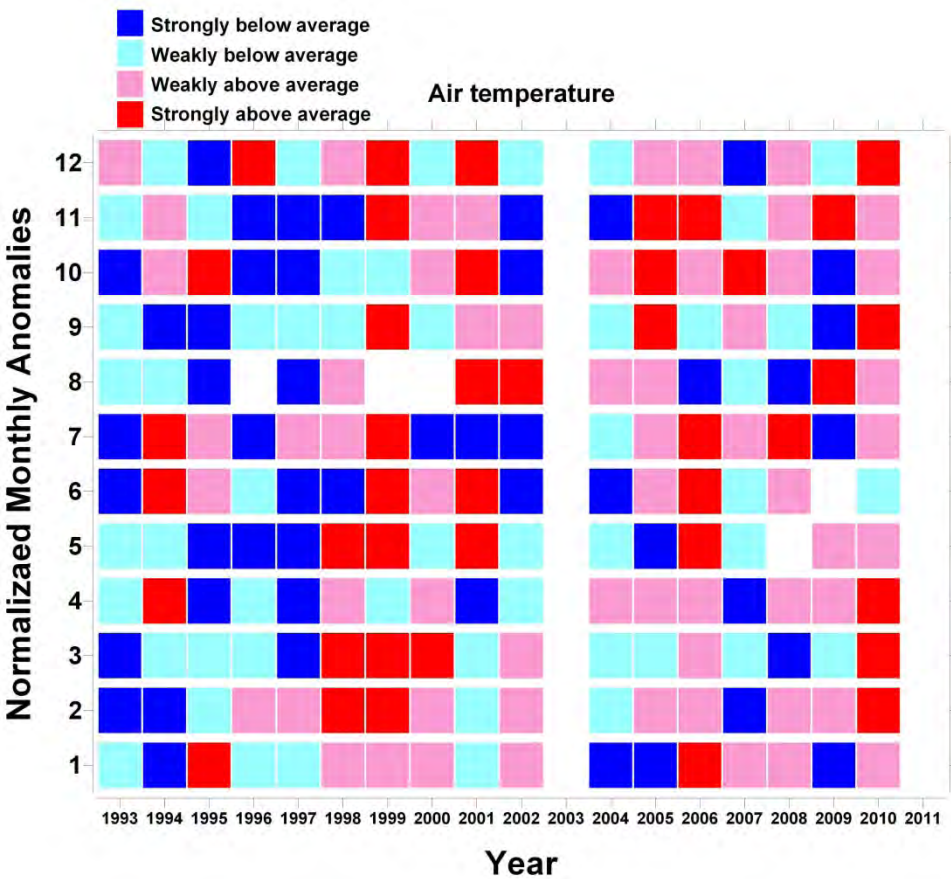 Strongly below average
Weakly below average
Weakly above average
Strongly above average
Air temperature
Normalizaed Monthly Anomalies
12
11
10
9
8
7
6
5
4
3
2
1
1993 1994 1995 1996 1997 1998 1999 2000 2001 2002 2003 2004 2005 2006 2007 2008 2009 2010 2011
Year